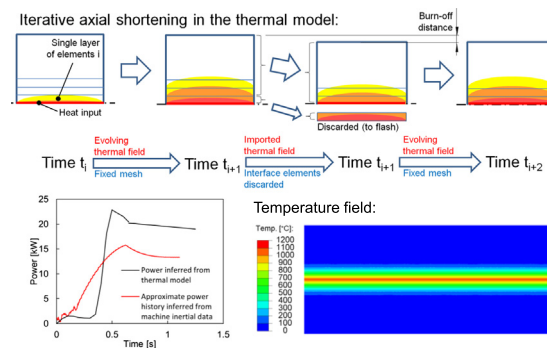 Iterative axial shortening in the thermal model:
Burn-off
distance
Single layer
of elements i
Heat input
Discarded (to flash)
Evolving
thermal field
Imported
thermal field
Evolving
thermal field
Time ti
Time ti+1
Time ti+1
Time ti+2
Fixed mesh
Interface elements
discarded
Fixed mesh
Temperature field:
25
20
15
10
5
0
Power [kW]
Power inferred from
thermal model
Approximate power
history inferred from
machine inertial data
0
0.5
1
1.5
Time [s]
Temp. [°C]
1200
1100
1000
900
800
700
600
500
400
300
200
100
0